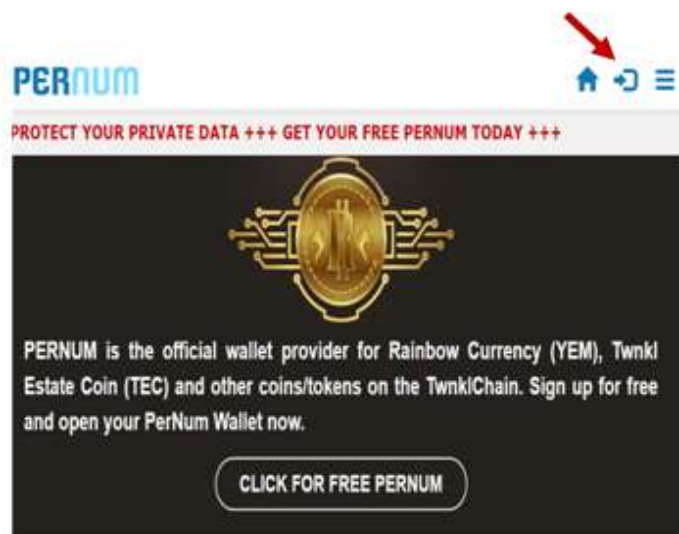 PERNUM
PROTECT YOUR PRIVATE DATA +++ GET YOUR FREE PERNUM TODAY +++
PERNUM is the official wallet provider for Rainbow Currency (YEM), Twnkl
Estate Coin (TEC) and other coins/tokens on the TwnklChain. Sign up for free
and open your PerNum Wallet now.
CLICK FOR FREE PERNUM